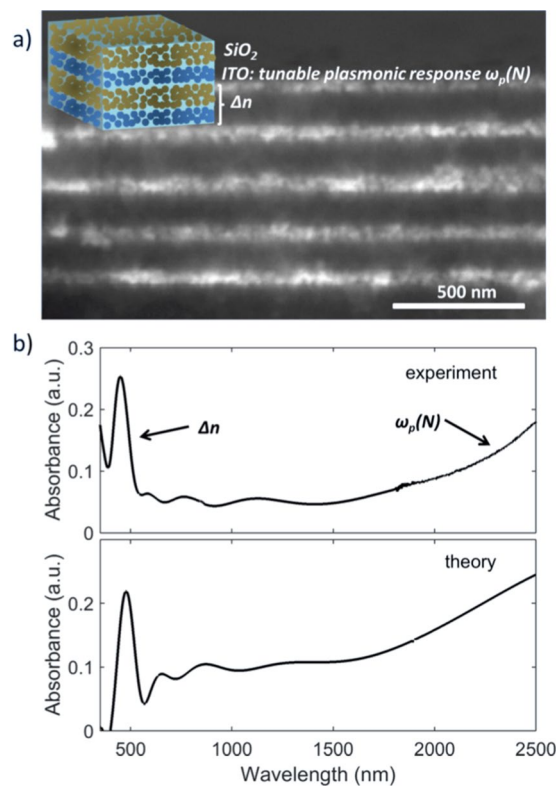 a)
SiO2
ITO: tunable plasmonic response ωp(N)
Δn
500 nm
b)
0.3
experiment
0.2
Δn
ωp(N)
0.1
0
Absorbance (a.u.)
theory
0.2
0.1
0
Absorbance (a.u.)
500 1000 1500 2000 2500
Wavelength (nm)